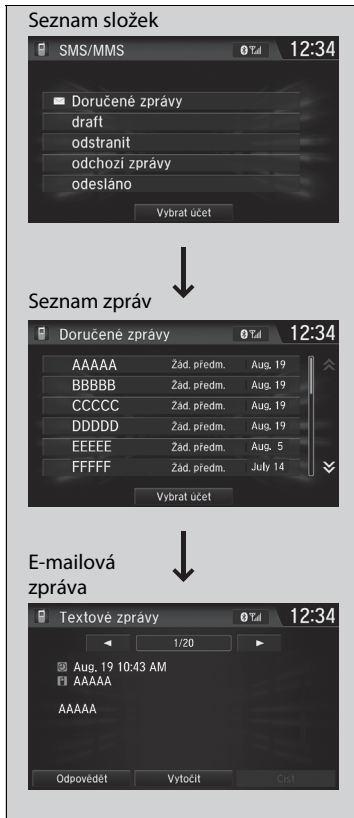 Seznam složek
SMS/MMS 12:34
Doručené zprávy
draft
odstranit
odchozí zprávy
odesláno
Vybrat účet
Seznam zpráv
Doručené zprávy 12:34
AAAAA Žád. předm. Aug. 19
BBBBB Žád. předm. Aug. 19
CCCCC Žád. předm. Aug. 19
DDDDD Žád. předm. Aug. 19
EEEEE Žád. předm. Aug. 5
FFFFF Žád. předm. July 14
Vybrat účet
E-mailová
zpráva
Textové zprávy 12:34
1/20
Aug. 19 10:43 AM
AAAAA
AAAAA
Odpovědět Vytočit Číst